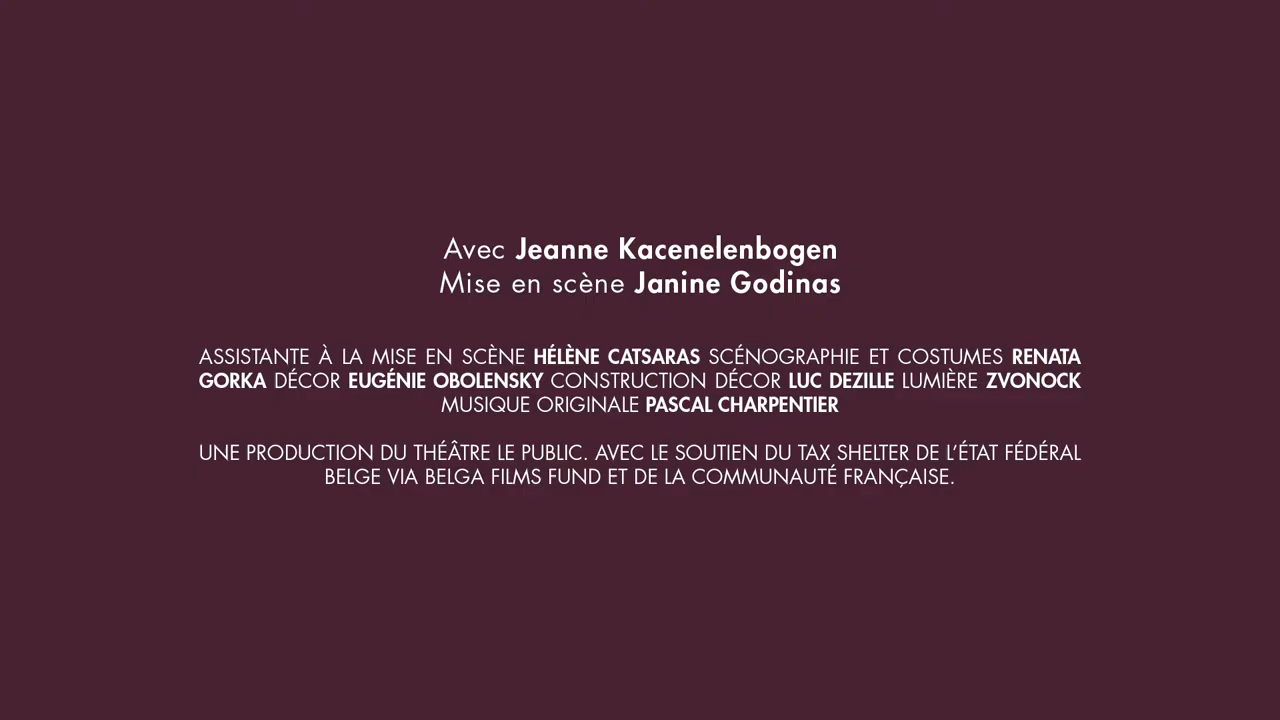 Avec Jeanne Kacenelenbogen
Mise en scène Janine Godinas
ASSISTANTE À LA MISE EN SCÈNE HÉLÈNE CATSARAS SCÉNOGRAPHIE ET COSTUMES RENATA
GORKA DÉCOR EUGÉNIE OBOLENSKY CONSTRUCTION DÉCOR LUC DEZILLE LUMIÈRE ZVONOCK
MUSIQUE ORIGINALE PASCAL CHARPENTIER
UNE PRODUCTION DU THÉÂTRE LE PUBLIC. AVEC LE SOUTIEN DU TAX SHELTER DE L’ÉTAT FÉDÉRAL
BELGE VIA BELGA FILMS FUND ET DE LA COMMUNAUTÉ FRANÇAISE.